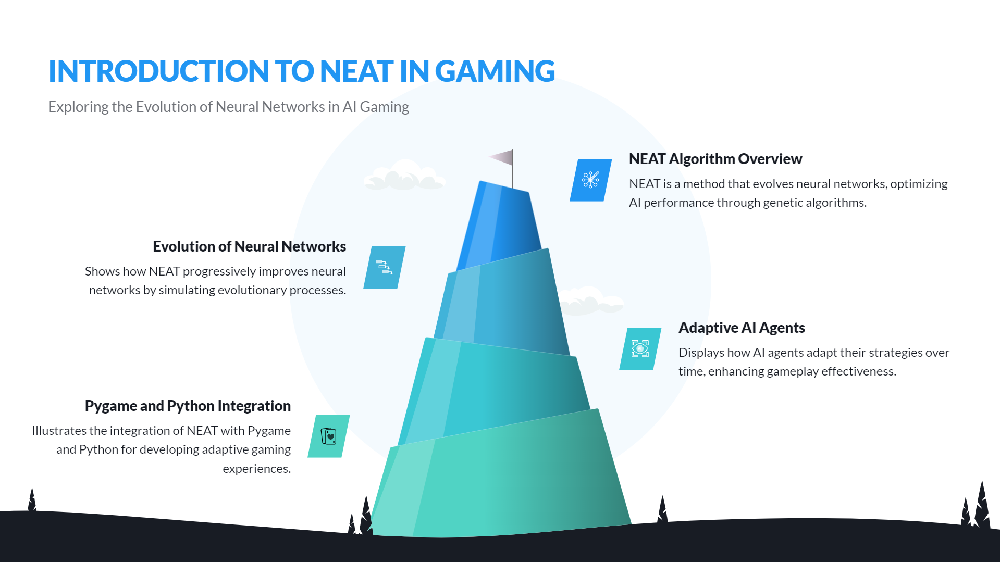 INTRODUCTION TO NEAT IN GAMING
Exploring the Evolution of Neural Networks in AI Gaming
NEAT Algorithm Overview
NEAT is a method that evolves neural networks, optimizing
AI performance through genetic algorithms.
Evolution of Neural Networks
Shows how NEAT progressively improves neural
networks by simulating evolutionary processes.
Adaptive AI Agents
Displays how AI agents adapt their strategies over
time, enhancing gameplay effectiveness.
AI
Pygame and Python Integration
Illustrates the integration of NEAT with Pygame
and Python for developing adaptive gaming
experiences.